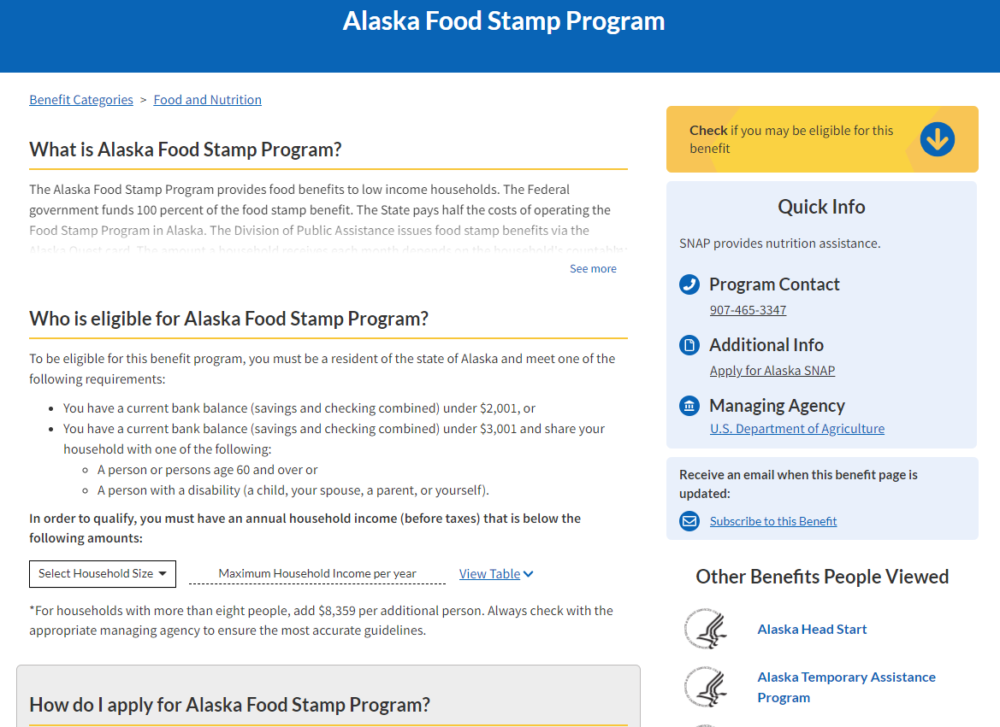 Alaska Food Stamp Program
Benefit Categories > Food and Nutrition
What is Alaska Food Stamp Program?
The Alaska Food Stamp Program provides food benefits to low income households. The Federal
government funds 100 percent of the food stamp benefit. The State pays half the costs of operating the
Food Stamp Program in Alaska. The Division of Public Assistance issues food stamp benefits via the
Alaska Quest card. The amount a household receives each month depends on the household's countable
See more
Who is eligible for Alaska Food Stamp Program?
To be eligible for this benefit program, you must be a resident of the state of Alaska and meet one of the
following requirements:
• You have a current bank balance (savings and checking combined) under $2,001, or
• You have a current bank balance (savings and checking combined) under $3,001 and share your
household with one of the following:
◦ A person or persons age 60 and over or
◦ A person with a disability (a child, your spouse, a parent, or yourself).
In order to qualify, you must have an annual household income (before taxes) that is below the
following amounts:
Select Household Size Maximum Household Income per year View Table
*For households with more than eight people, add $8,359 per additional person. Always check with the
appropriate managing agency to ensure the most accurate guidelines.
How do I apply for Alaska Food Stamp Program?
Check if you may be eligible for this
benefit
Quick Info
SNAP provides nutrition assistance.
Program Contact
907-465-3347
Additional Info
Apply for Alaska SNAP
Managing Agency
U.S. Department of Agriculture
Receive an email when this benefit page is
updated:
Subscribe to this Benefit
Other Benefits People Viewed
Alaska Head Start
Alaska Temporary Assistance
Program